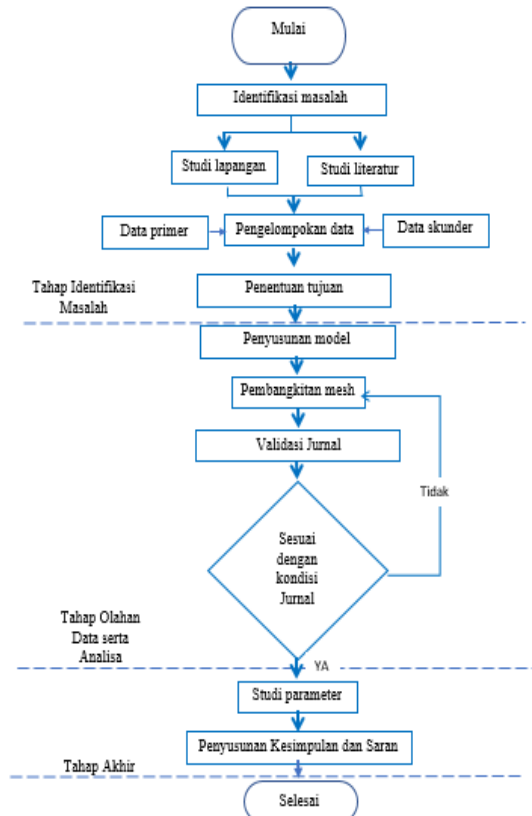 Mulai
Identifikasi masalah
Studi lapangan
Studi literatur
Data primer
Pengelompokan data
Data skunder
Tahap Identifikasi
Masalah
Penentuan tujuan
Penyusunan model
Pembangkitan mesh
Validasi Jurnal
Tidak
Sesuai
dengan
kondisi
Jurnal
Tahap Olahan
Data serta
Analisa
YA
Studi parameter
Penyusunan Kesimpulan dan Saran
Tahap Akhir
Selesai